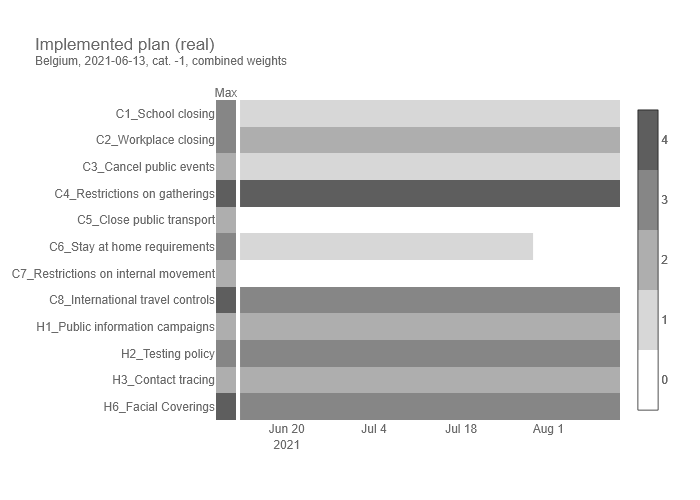 Implemented plan (real)
Belgium, 2021-06-13, cat. -1, combined weights
Max
C1_School closing
C2_Workplace closing
C3_Cancel public events
C4_Restrictions on gatherings
C5_Close public transport
C6_Stay at home requirements
C7_Restrictions on internal movement
C8_International travel controls
H1_Public information campaigns
H2_Testing policy
H3_Contact tracing
H6_Facial Coverings
4
3
2
1
0
Jun 20 Jul 4 Jul 18 Aug 1
2021